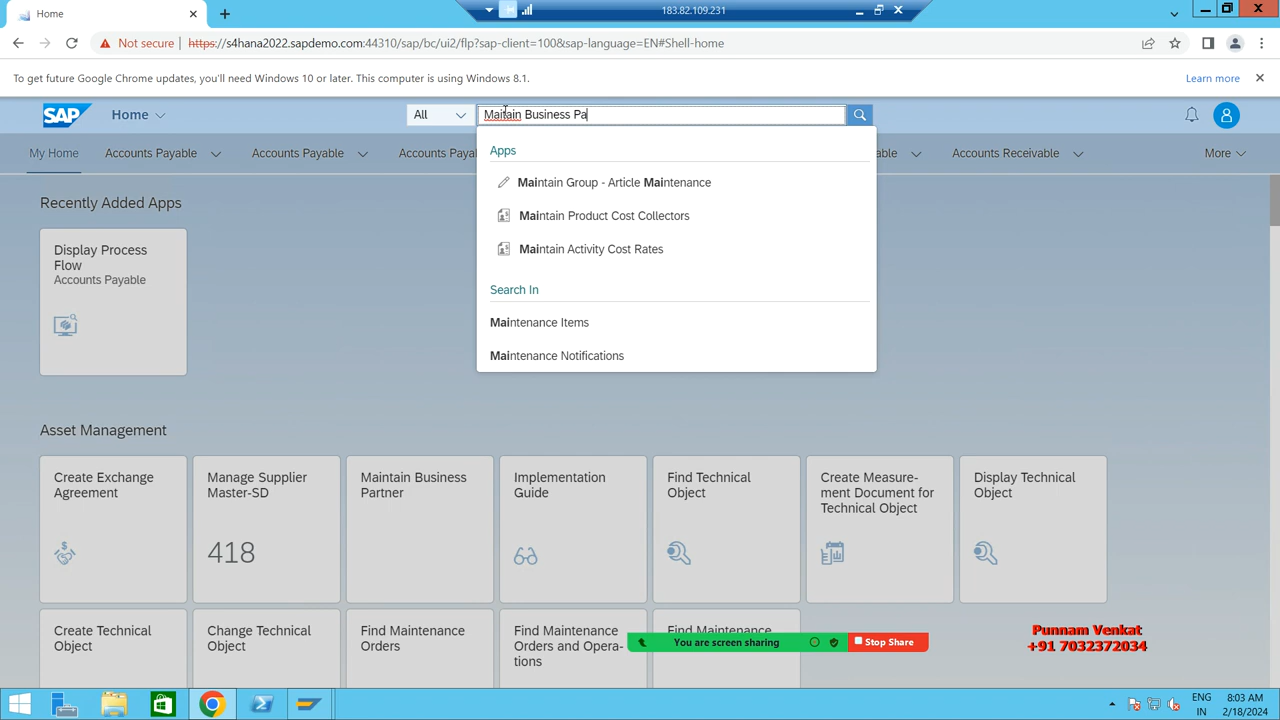 Home
183.82.109.231
Not secure
https://s4hana2022.sapdemo.com:44310/sap/bc/ui2/flp?sap-client=100&sap-language=EN#Shell-home
To get future Google Chrome updates, you'll need Windows 10 or later. This computer is using Windows 8.1.
Learn more
SAP
Home
All
Maitain Business Pa
My Home
Accounts Payable
Accounts Payable
Accounts Payal
able
Accounts Receivable
More
Apps
Maintain Group - Article Maintenance
Maintain Product Cost Collectors
Maintain Activity Cost Rates
Search In
Maintenance Items
Maintenance Notifications
Recently Added Apps
Display Process
Flow
Accounts Payable
Asset Management
Create Exchange
Agreement
Manage Supplier
Master-SD
418
Maintain Business
Partner
Implementation
Guide
Find Technical
Object
Create Measure-
ment Document for
Technical Object
Display Technical
Object
Create Technical
Object
Change Technical
Object
Find Maintenance
Orders
Find Maintenance
Orders and Opera-
tions
Find Maintenance
You are screen sharing
Stop Share
Punnam Venkat
+91 7032372034
ENG
IN
8:03 AM
2/18/2024